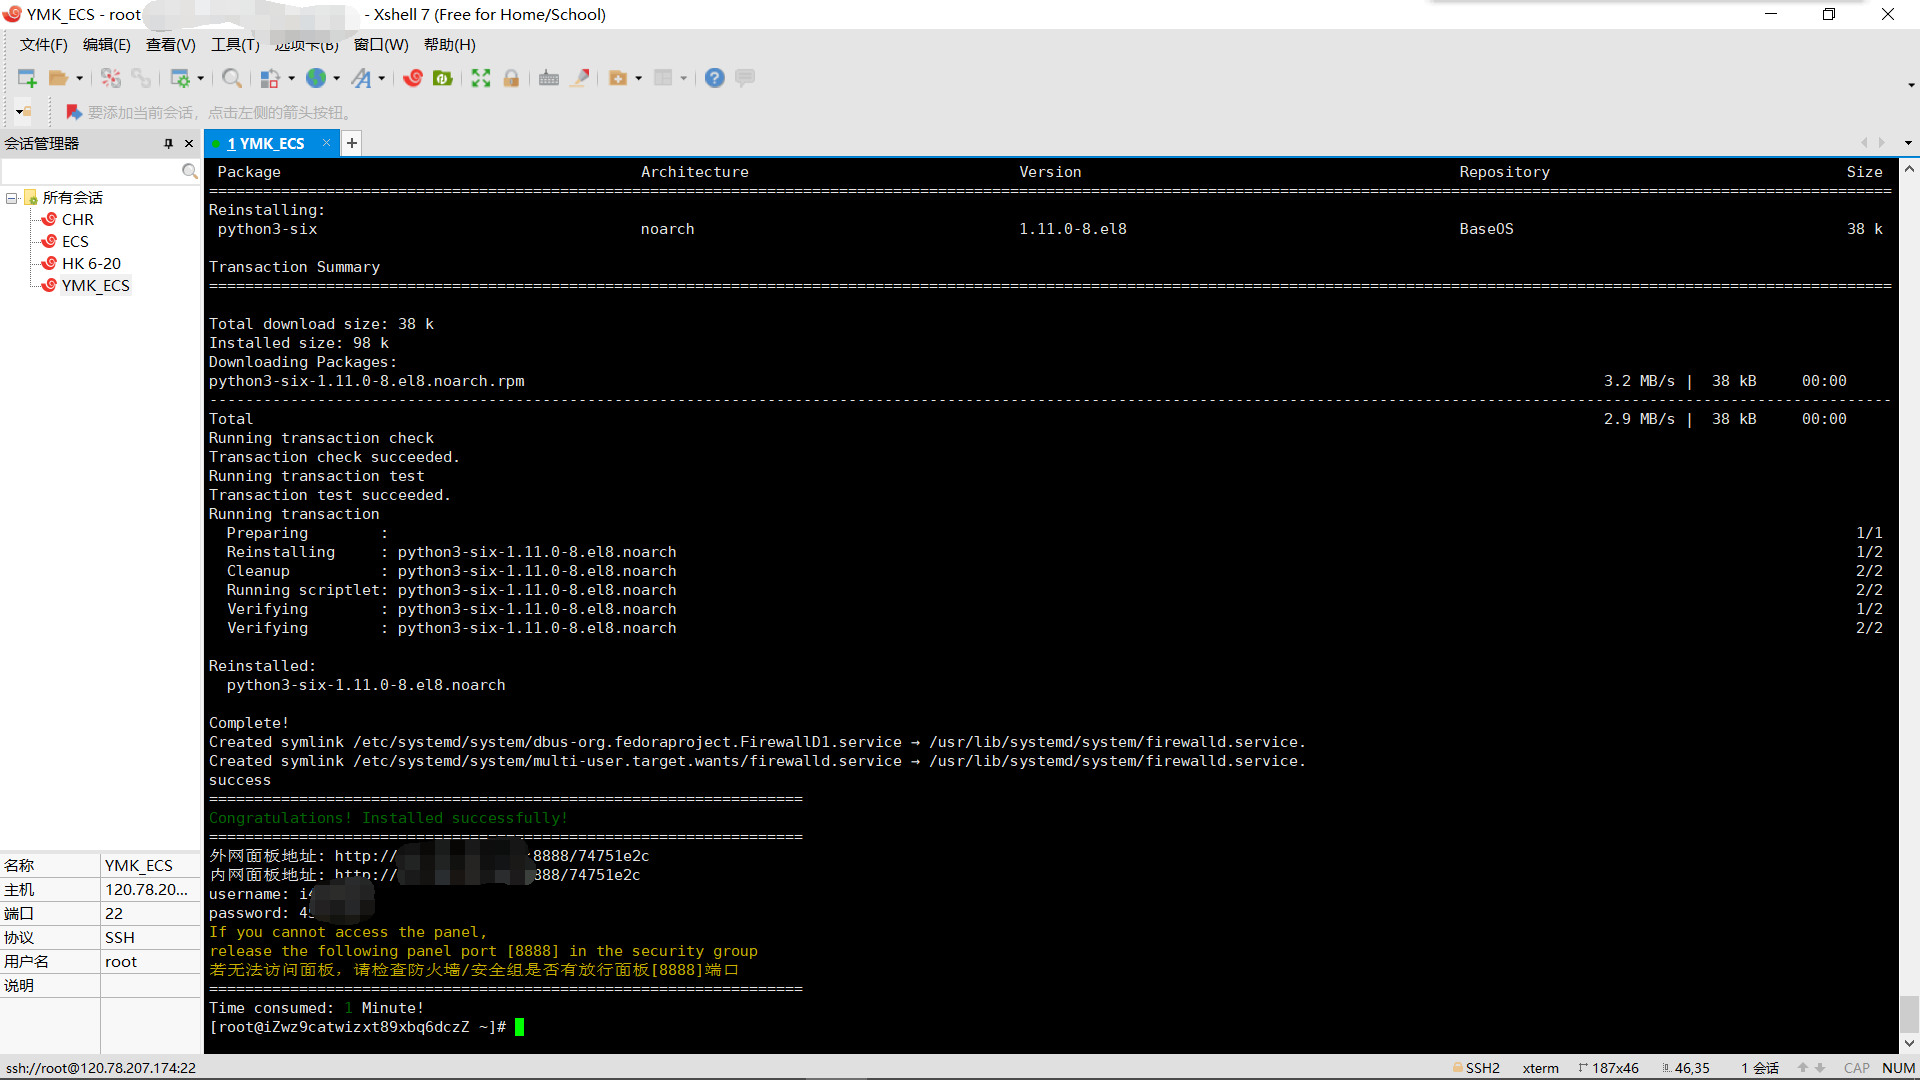 YMK_ECS - root - Xshell 7 (Free for Home/School)
文件(F) 编辑(E) 查看(V) 工具(T) 选项卡(B) 窗口(W) 帮助(H)
要添加当前会话，点击左侧的箭头按钮。
会话管理器
1 YMK_ECS
所有会话
CHR
ECS
HK 6-20
YMK_ECS
Package Architecture Version Repository Size
Reinstalling:
python3-six noarch 1.11.0-8.el8 BaseOS 38 k
Transaction Summary
Total download size: 38 k
Installed size: 98 k
Downloading Packages:
python3-six-1.11.0-8.el8.noarch.rpm 3.2 MB/s | 38 kB 00:00
Total 2.9 MB/s | 38 kB 00:00
Running transaction check
Transaction check succeeded.
Running transaction test
Transaction test succeeded.
Running transaction
Preparing : 1/1
Reinstalling : python3-six-1.11.0-8.el8.noarch 1/2
Cleanup : python3-six-1.11.0-8.el8.noarch 2/2
Running scriptlet: python3-six-1.11.0-8.el8.noarch 2/2
Verifying : python3-six-1.11.0-8.el8.noarch 1/2
Verifying : python3-six-1.11.0-8.el8.noarch 2/2
Reinstalled:
python3-six-1.11.0-8.el8.noarch
Complete!
Created symlink /etc/systemd/system/dbus-org.fedoraproject.FirewallD1.service → /usr/lib/systemd/system/firewalld.service.
Created symlink /etc/systemd/system/multi-user.target.wants/firewalld.service → /usr/lib/systemd/system/firewalld.service.
success
==================================================================
Congratulations! Installed successfully!
==================================================================
外网面板地址: http:// :8888/74751e2c
内网面板地址: http:// 888/74751e2c
username: i
password: 4
If you cannot access the panel,
release the following panel port [8888] in the security group
若无法访问面板，请检查防火墙/安全组是否有放行面板[8888]端口
==================================================================
Time consumed: 1 Minute!
[root@iZwz9catwizxt89xbq6dczZ ~]#
名称 YMK_ECS
主机 120.78.20...
端口 22
协议 SSH
用户名 root
说明
ssh://root@120.78.207.174:22 SSH2 xterm 187x46 46,35 1 会话 CAP NUM